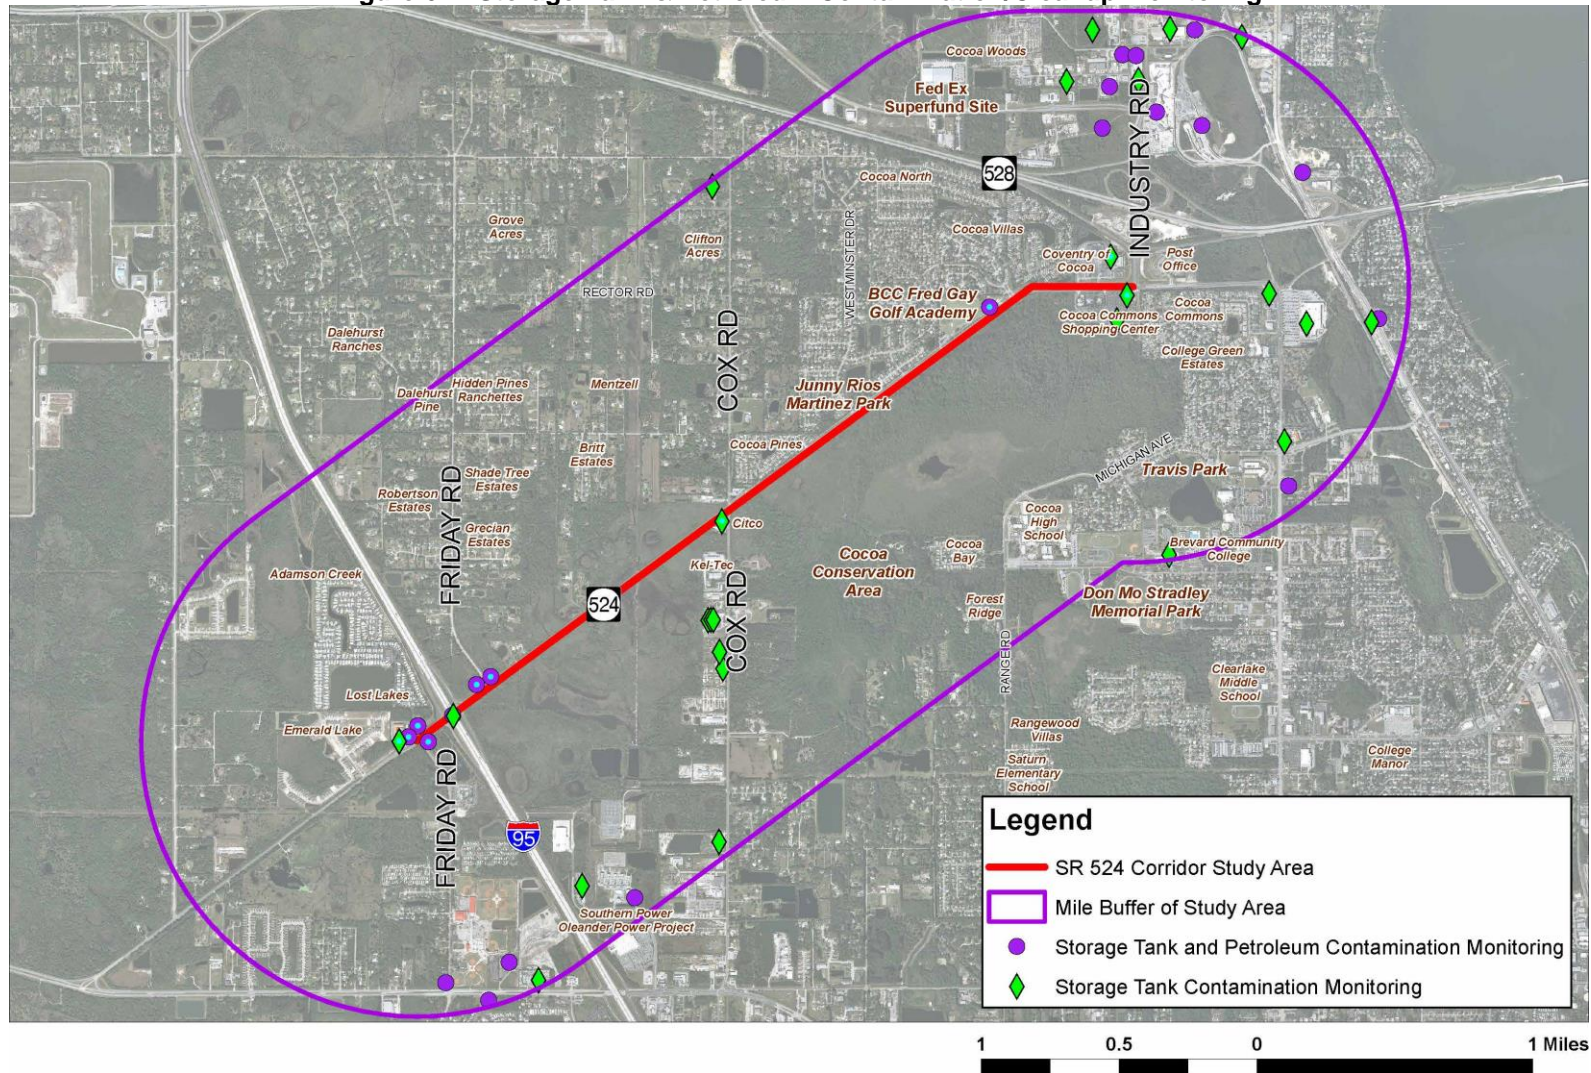 Cocoa Woods
Fed Ex
Superfund Site
INDUSTRY RD
528
Cocoa North
Grove
Acres
Clifton
Acres
WESTMINSTER DR
Cocoa Villas
Coventry of
Cocoa
Post
Office
RECTOR RD
BCC Fred Gay
Golf Academy
Cocoa Commons
Shopping Center
Cocoa
Commons
Dalehurst
Ranches
COX RD
College Green
Estates
Hidden Pines
Ranchettes
Dalehurst
Pine
Mentzell
Junny Rios
Martinez Park
Britt
Estates
Cocoa Pines
MICHIGAN AVE
Travis Park
Shade Tree
Estates
Robertson
Estates
FRIDAY RD
Grecian
Estates
Citco
Cocoa
High
School
Cocoa
Bay
Brevard Community
College
Cocoa
Conservation
Area
Kel-Tec
Adamson Creek
524
COX RD
Forest
Ridge
Don Mo Stradley
Memorial Park
RANGE RD
Clearlake
Middle
School
Lost Lakes
Emerald Lake
Rangewood
Villas
College
Manor
Saturn
Elementary
School
FRIDAY RD
95
Southern Power
Oleander Power Project
Legend
SR 524 Corridor Study Area
Mile Buffer of Study Area
Storage Tank and Petroleum Contamination Monitoring
Storage Tank Contamination Monitoring
1 0.5 0 1 Miles